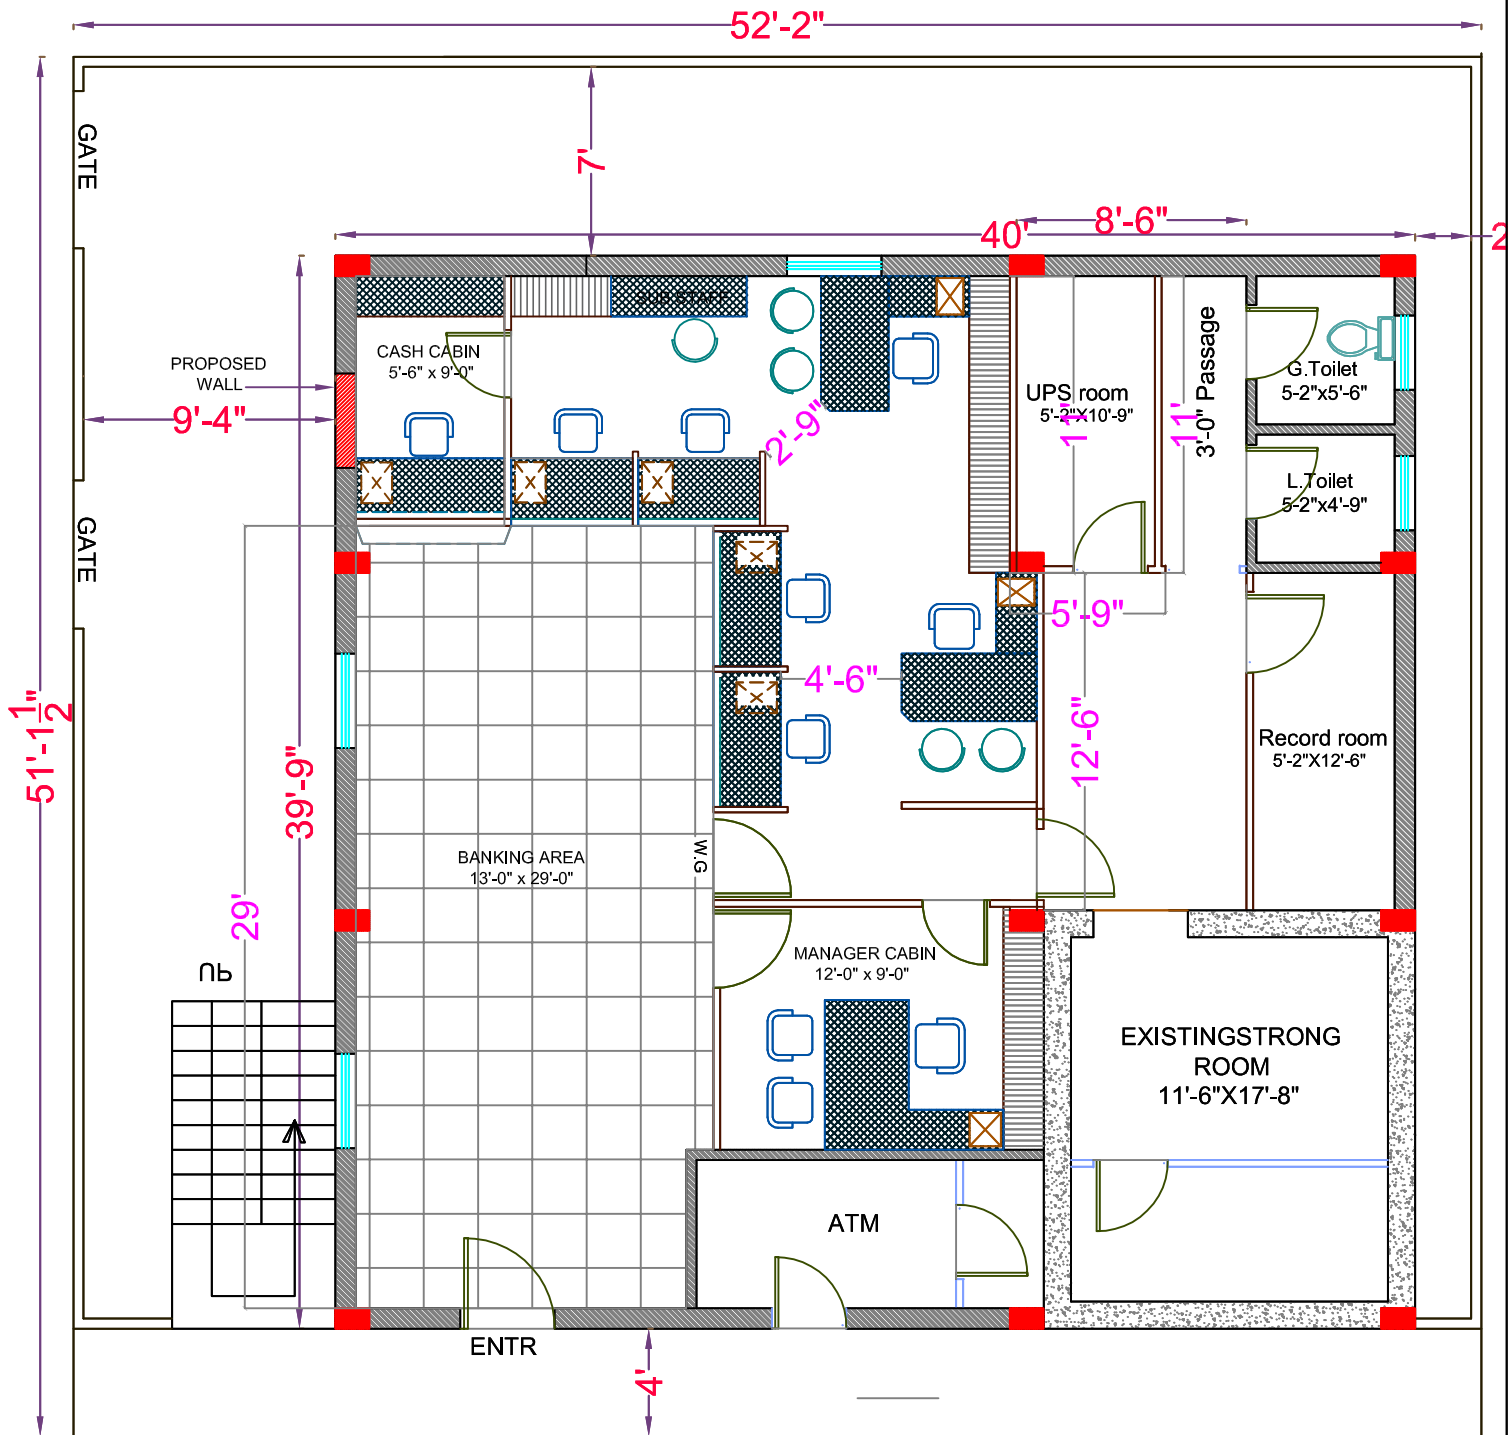 52'-2"
GATE
7'
8'-6"
40'
2
SUB STAFF
PROPOSED
WALL
CASH CABIN
5'-6" x 9'-0"
9'-4"
2'-9"
UPS room
5'-2"X10'-9"
11'
11'
3'-0" Passage
G.Toilet
5-2"x5'-6"
L.Toilet
5-2"x4'-9"
GATE
5'-9"
4'-6"
12'-6"
Record room
5'-2"X12'-6"
51'-1 1/2"
39'-9"
BANKING AREA
13'-0" x 29'-0"
W.G
29'
UP
MANAGER CABIN
12'-0" x 9'-0"
EXISTINGSTRONG
ROOM
11'-6"X17'-8"
ATM
ENTR
4'